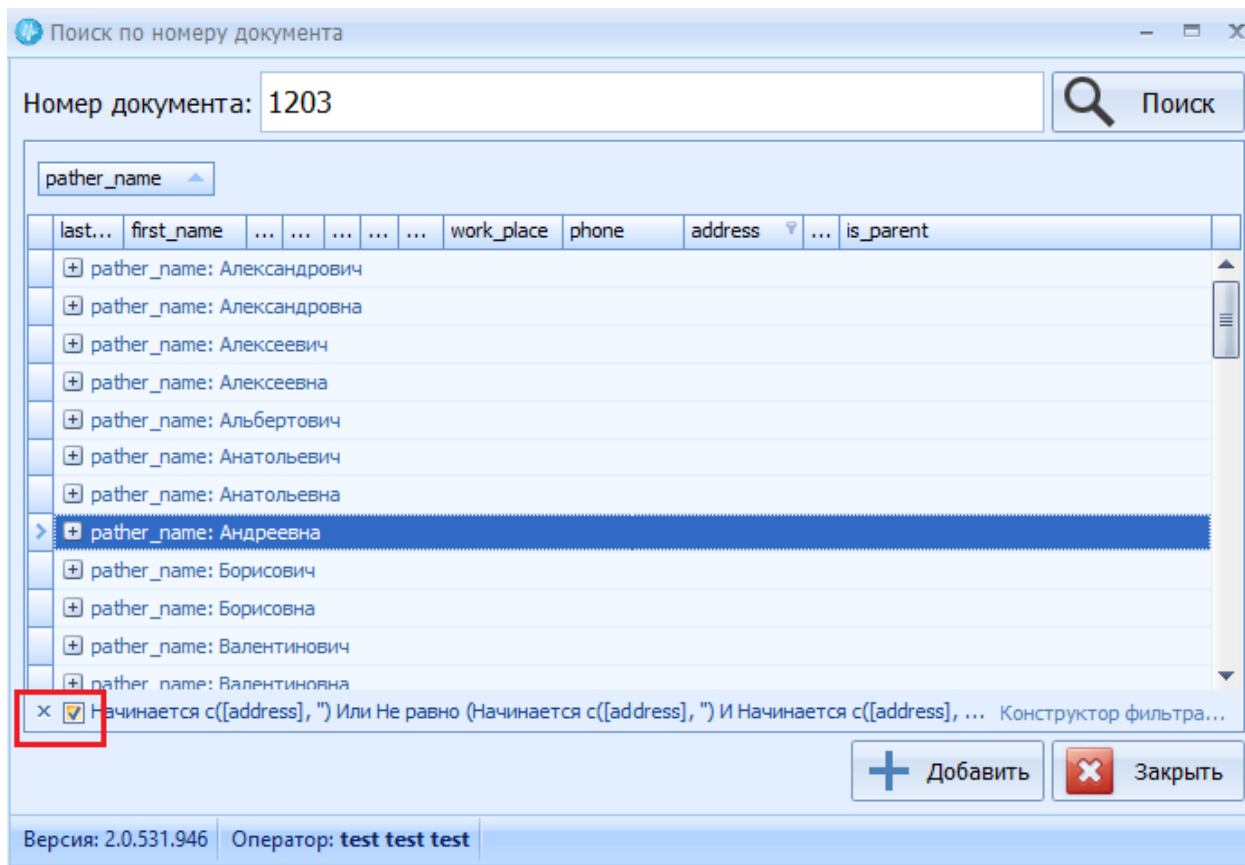 Поиск по номеру документа
Номер документа: 1203 Поиск
pather_name
last... first_name ... ... ... ... ... work_place phone address ... is_parent
pather_name: Александрович
pather_name: Александровна
pather_name: Алексеевич
pather_name: Алексеевна
pather_name: Альбертович
pather_name: Анатольевич
pather_name: Анатольевна
pather_name: Андреевна
pather_name: Борисович
pather_name: Борисовна
pather_name: Валентинович
pather_name: Валентиновна
Начинается с([address], '') Или Не равно (Начинается с([address], '') И Начинается с([address], ... Конструктор фильтра...
Добавить Закрыть
Версия: 2.0.531.946 Оператор: test test test